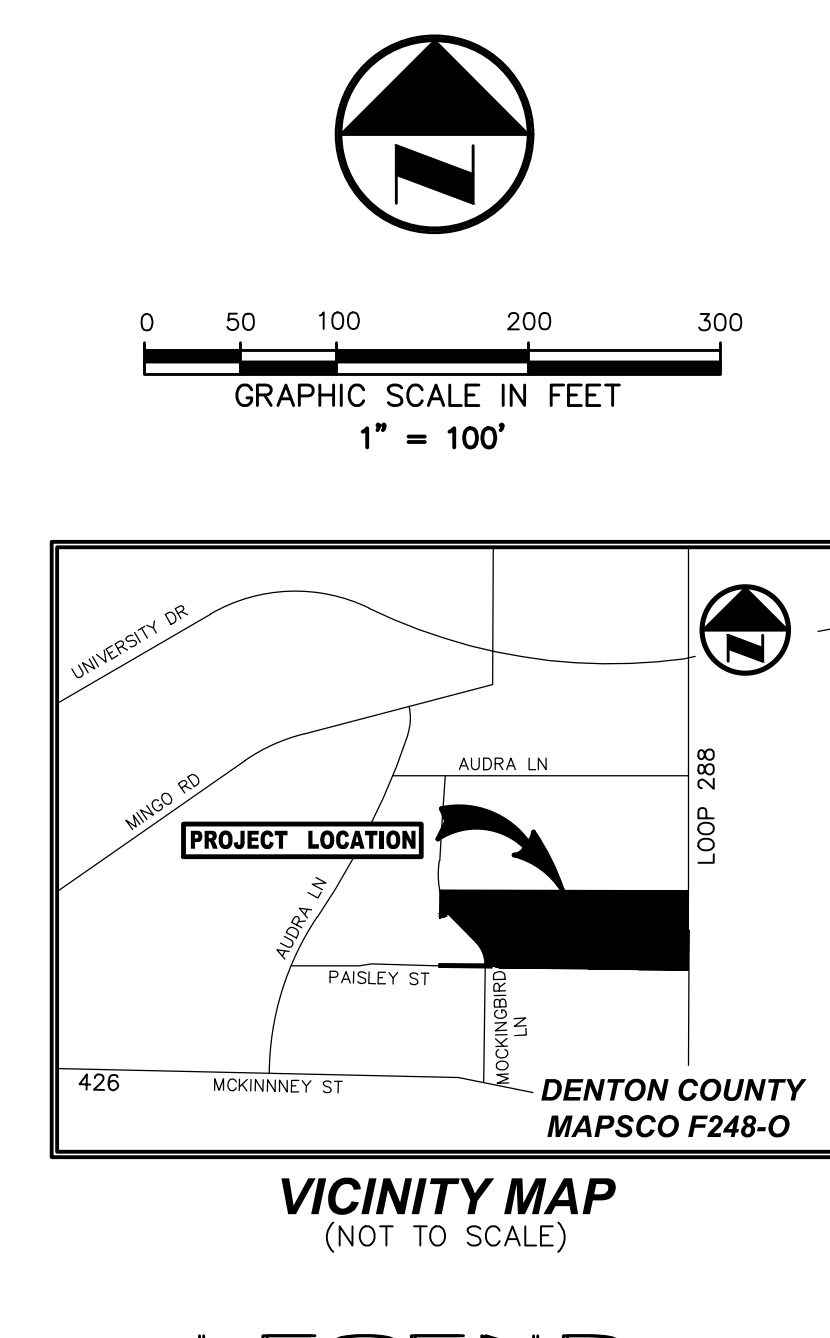 N
0 50 100 200 300
GRAPHIC SCALE IN FEET
1" = 100'
UNIVERSITY DR
N
MINGO RD
AUDRA LN
LOOP 288
PROJECT LOCATION
AUDRA LN
PAISLEY ST
MOCKINGBIRD
LN
426
MCKINNNEY ST
DENTON COUNTY
MAPSCO F248-O
VICINITY MAP
(NOT TO SCALE)